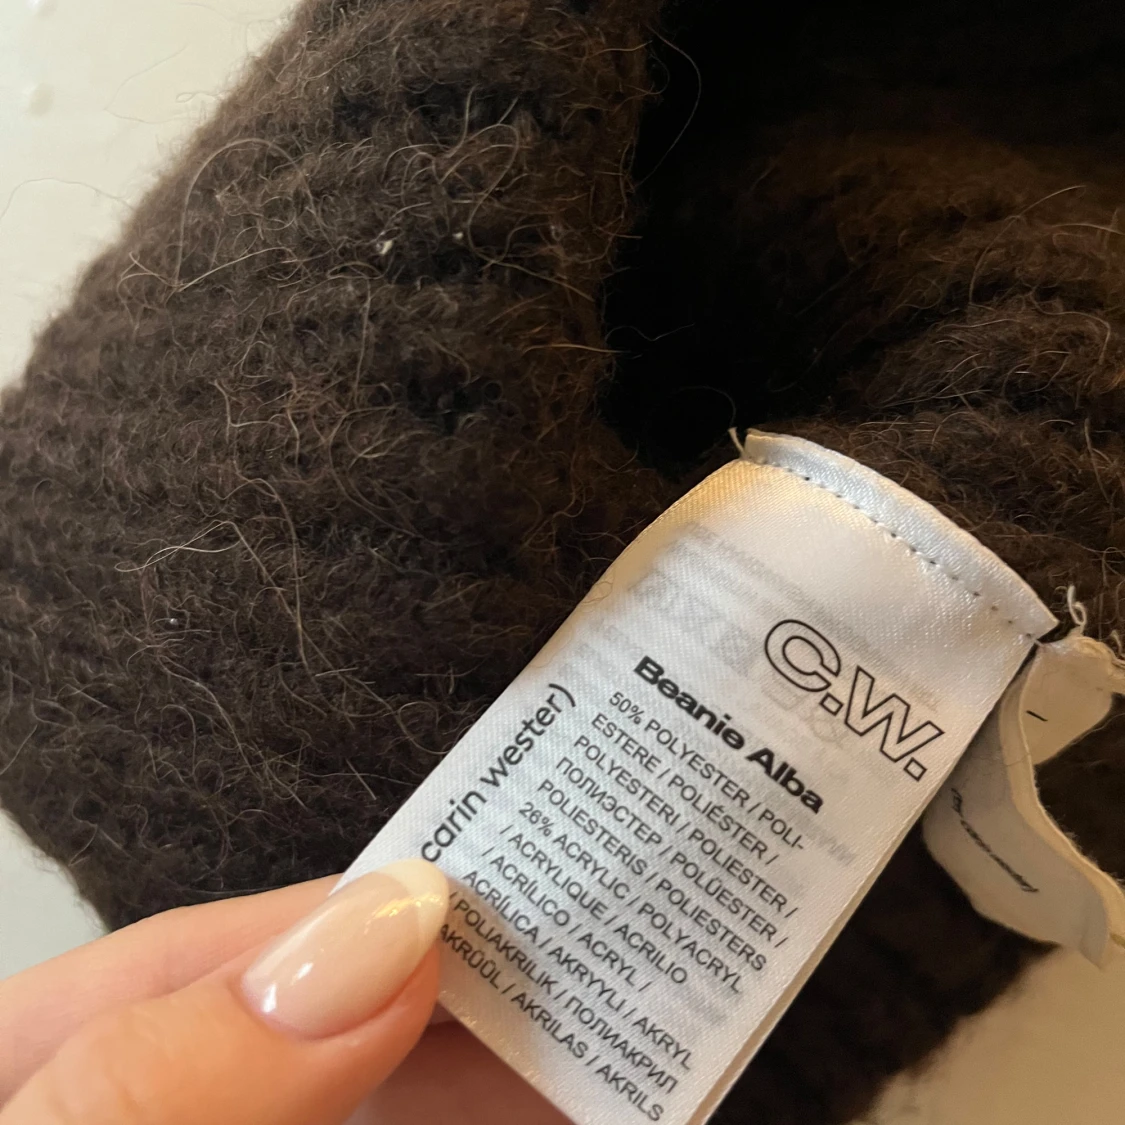 C.W.
Beanie Alba
50% POLYESTER / POLI-
ESTERE / POLIÉSTER /
POLYESTERI / POLIESTER /
ПОЛИЭСТЕР / POLÜESTER /
POLIESTERIS / POLIESTERS
26% ACRYLIC / POLYACRYL
/ ACRYLIQUE / ACRILIO
/ ACRÍLICO / ACRYL /
ACRÍLICA / AKRYYLI / AKRYL
/ POLIAKRILIK / ПОЛИАКРИЛ
AKRÜÜL / AKRILAS / AKRILS
carin wester)